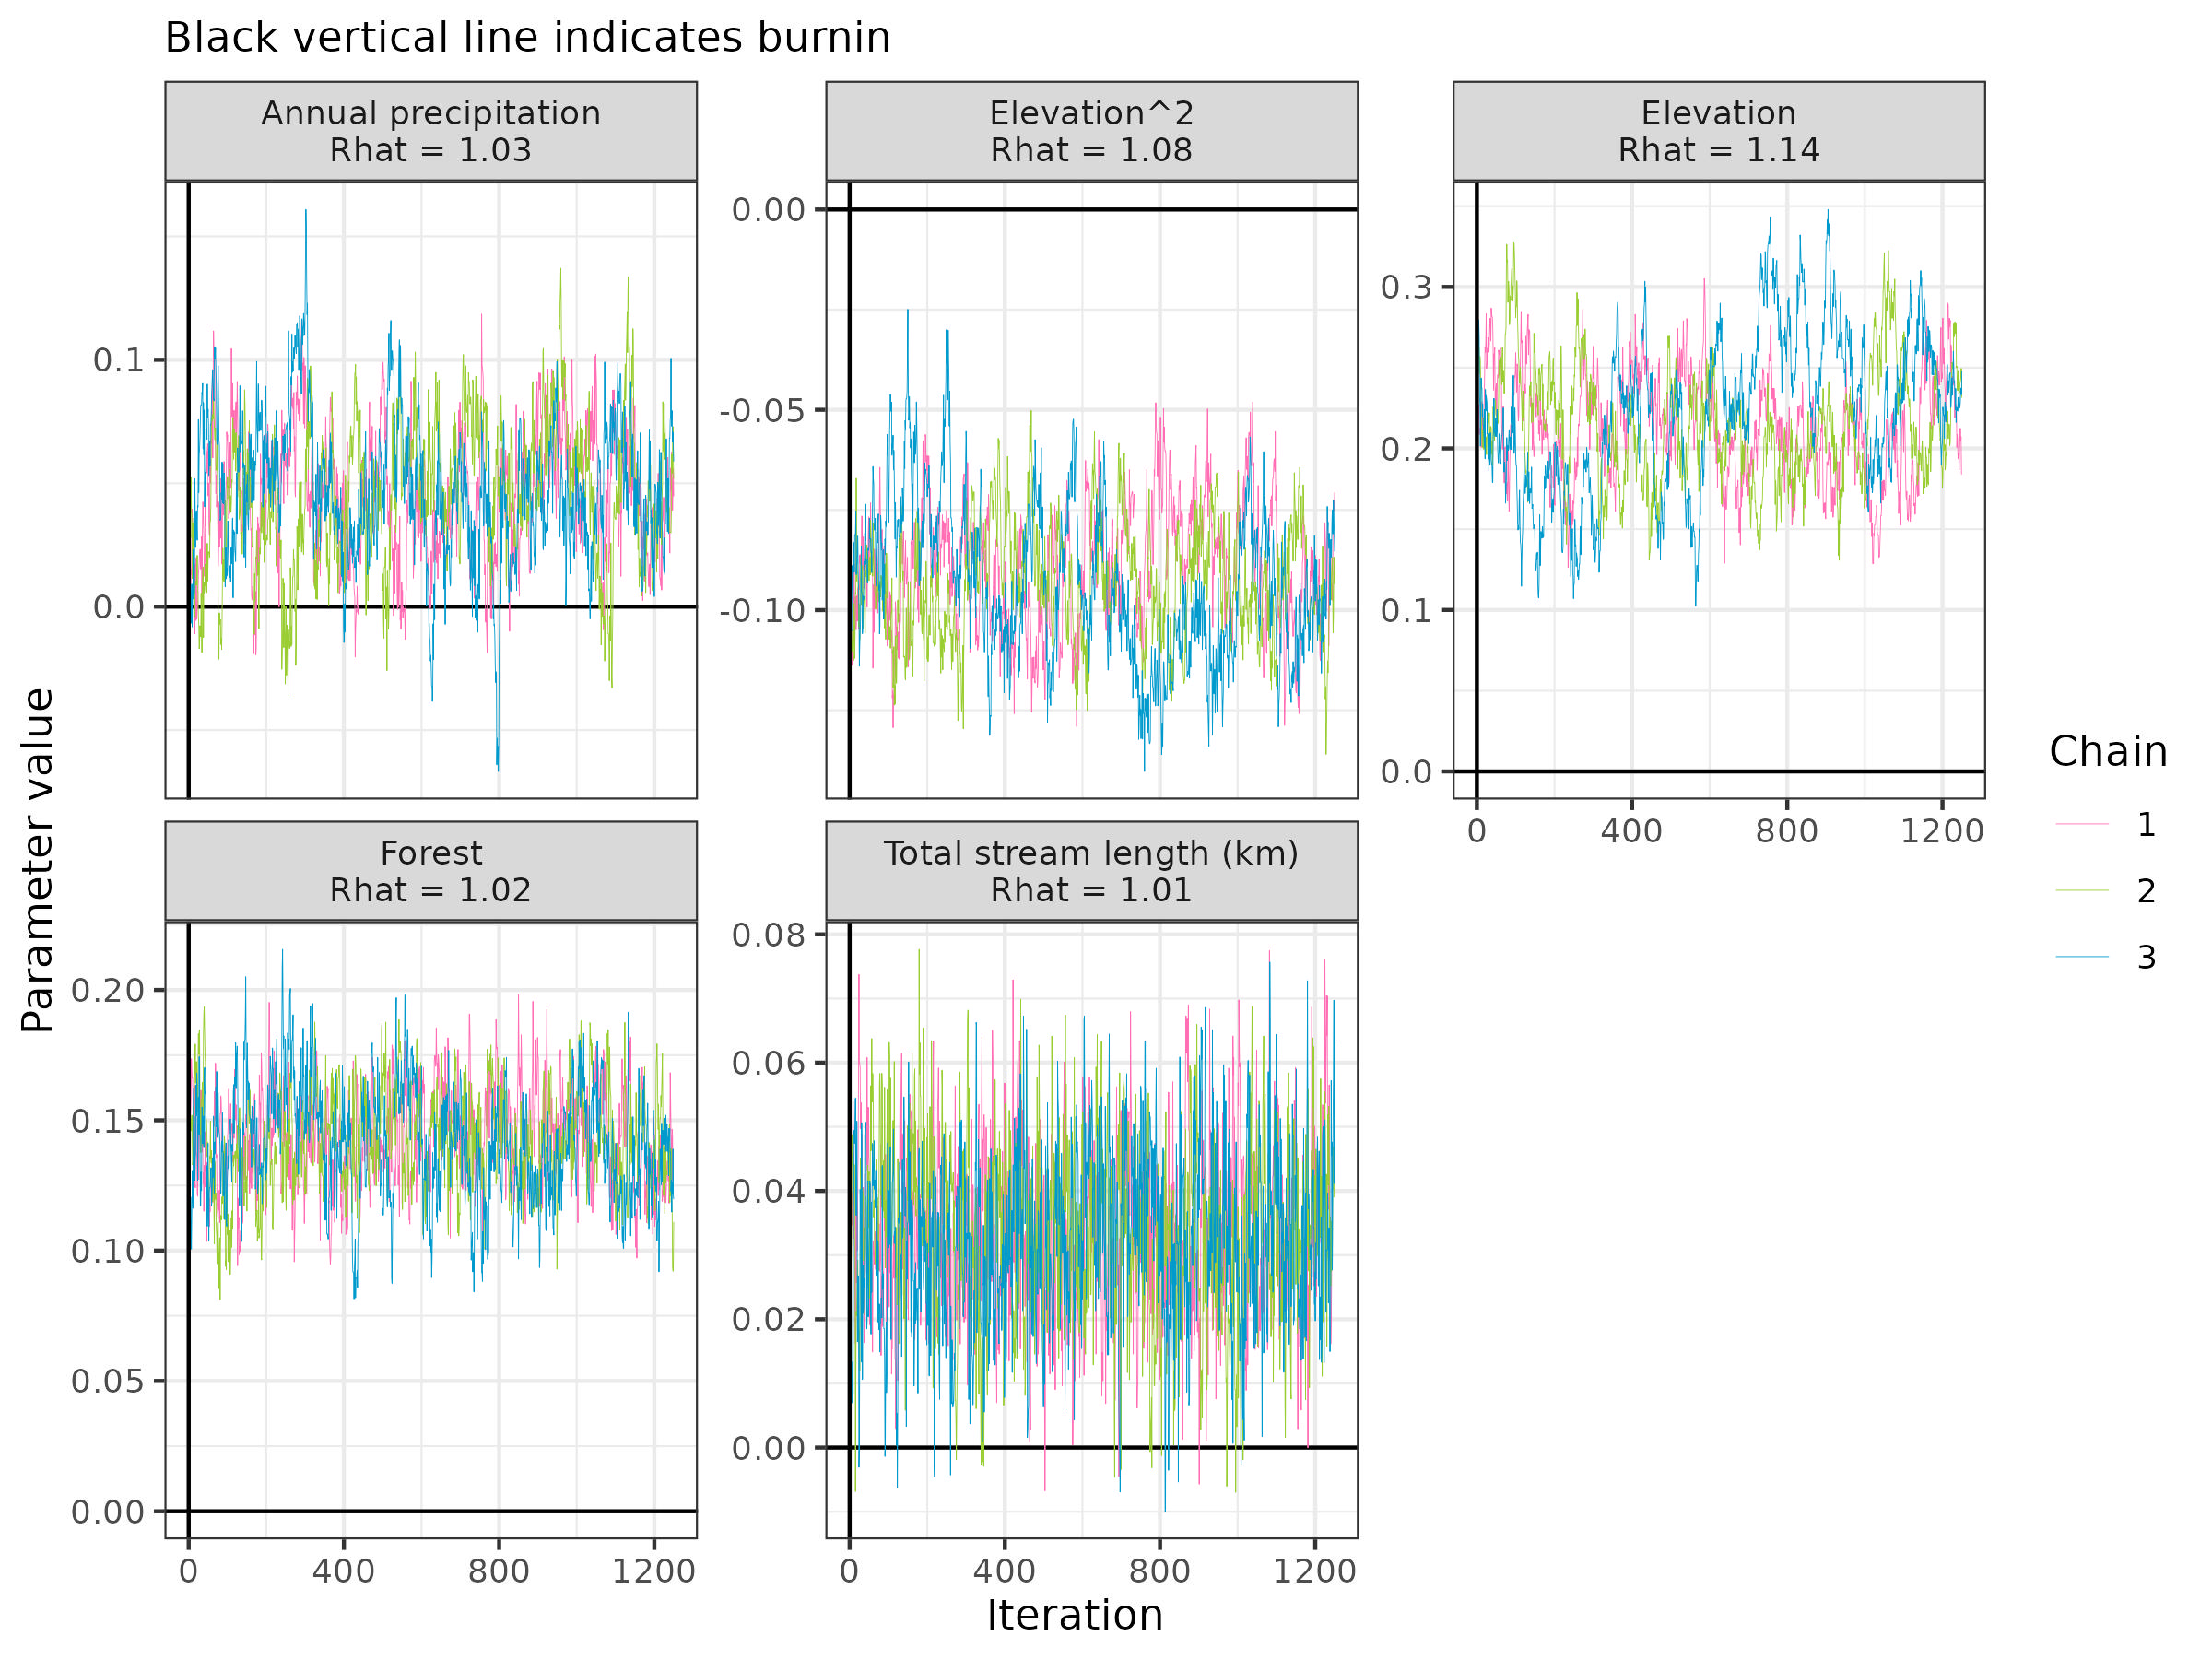 Black vertical line indicates burnin
Annual precipitation
Rhat = 1.03
Elevation^2
Rhat = 1.08
Elevation
Rhat = 1.14
0.1
0.0
0.00
-0.05
-0.10
0.3
0.2
0.1
0.0
0 400 800 1200
Forest
Rhat = 1.02
Total stream length (km)
Rhat = 1.01
0.20
0.15
0.10
0.05
0.00
0.08
0.06
0.04
0.02
0.00
0 400 800 1200
0 400 800 1200
Parameter value
Iteration
Chain
1
2
3